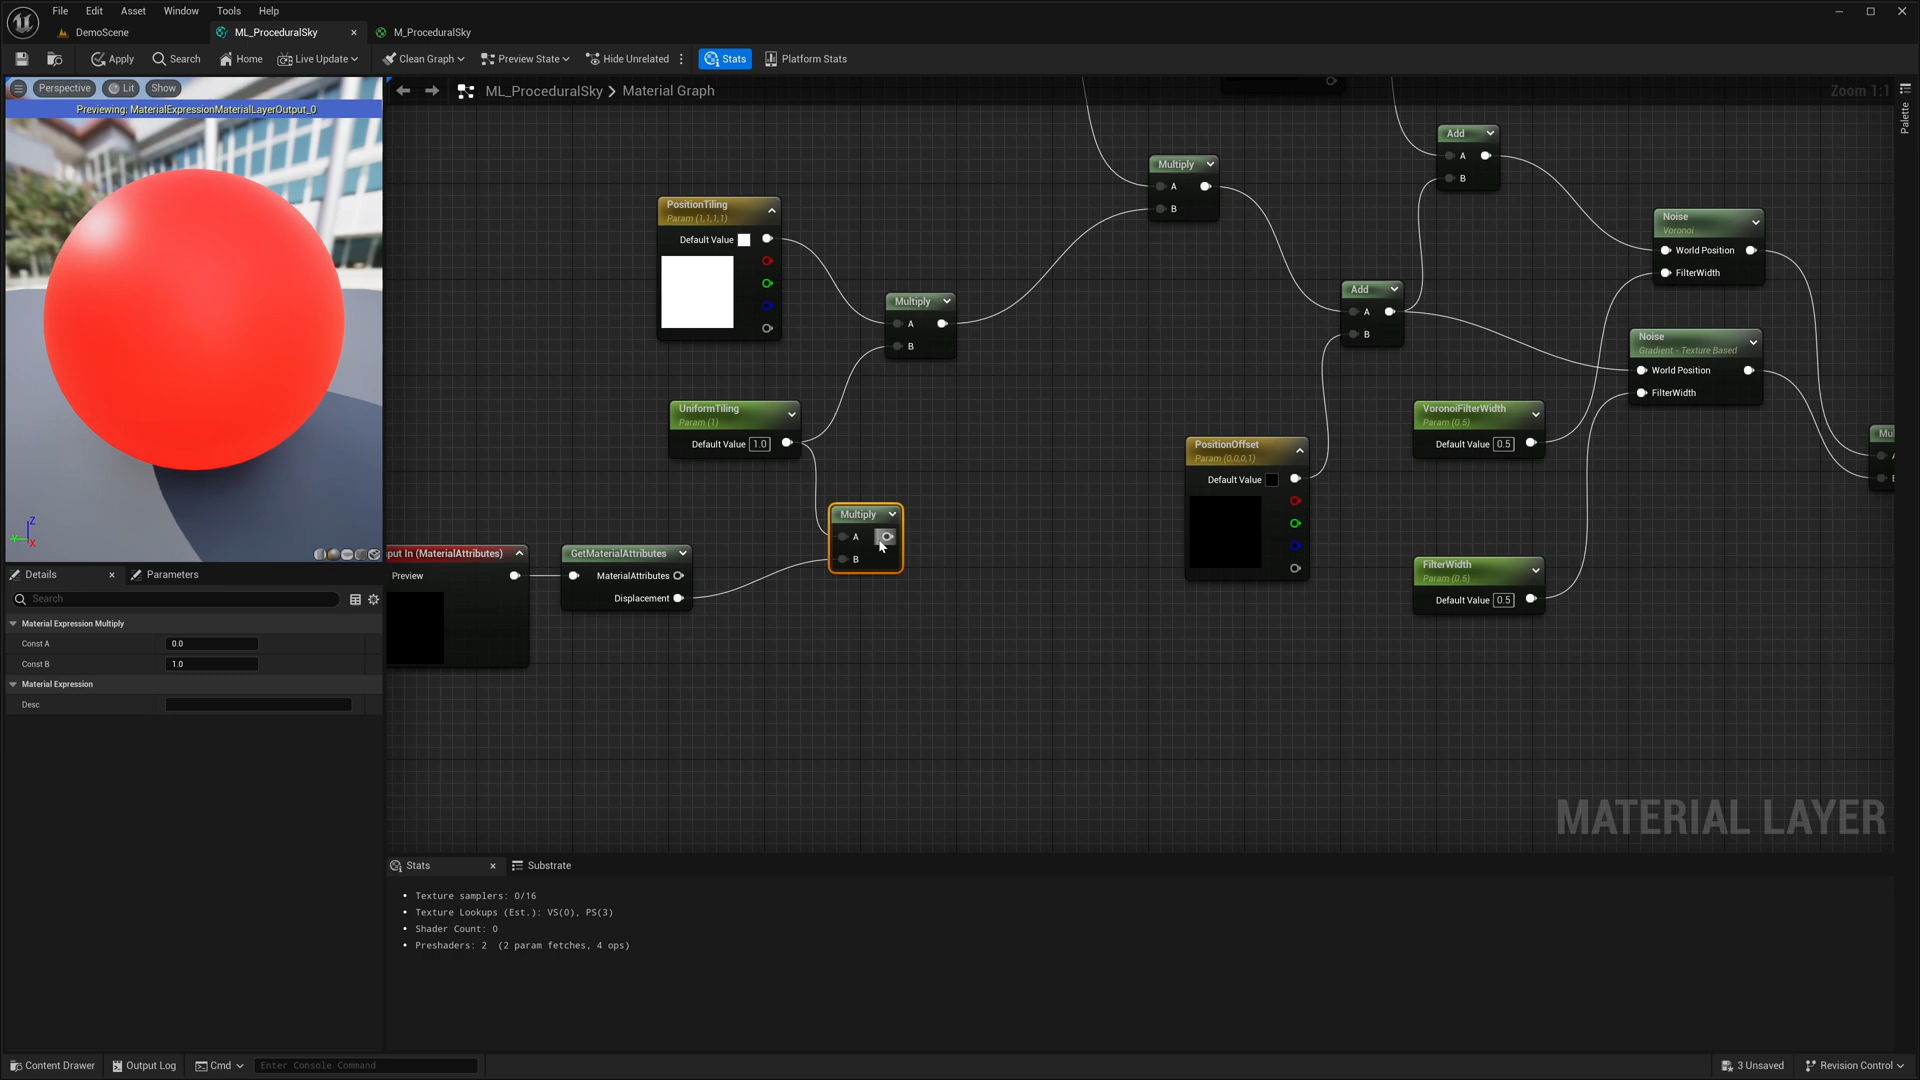 File Edit Asset Window Tools Help
DemoScene
ML_ProceduralSky
M_ProceduralSky
Apply Search Home Live Update Clean Graph Preview State Hide Unrelated Stats Platform Stats
Perspective Lit Show
Previewing: MaterialExpressionMaterialLayerOutput_0
ML_ProceduralSky Material Graph
Zoom 1:1
Palette
Add
A
B
Multiply
A
B
PositionTiling
Param (1,1,1,1)
Default Value
Noise
Voronoi
World Position
FilterWidth
Multiply
A
B
Add
A
B
Noise
Gradient - Texture Based
World Position
FilterWidth
UniformTiling
Param (1)
Default Value 1.0
VoronoiFilterWidth
Param (0.5)
Default Value 0.5
Mu
PositionOffset
Param (0,0,0,1)
Default Value
Multiply
A
B
put In (MaterialAttributes)
Preview
GetMaterialAttributes
MaterialAttributes
Displacement
FilterWidth
Param (0.5)
Default Value 0.5
Z
X
MATERIAL LAYER
Details
Parameters
Search
Material Expression Multiply
Const A 0.0
Const B 1.0
Material Expression
Desc
Stats
Substrate
Texture samplers: 0/16
Texture Lookups (Est.): VS(0), PS(3)
Shader Count: 0
Preshaders: 2 (2 param fetches, 4 ops)
Content Drawer Output Log Cmd Enter Console Command
3 Unsaved Revision Control